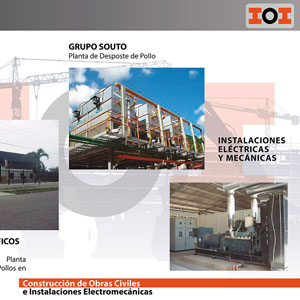 IOI
GRUPO SOUTO
Planta de Desposte de Pollo
INSTALACIONES
ELÉCTRICAS
Y MECÁNICAS
FICOS
Planta
Pollos en
Construcción de Obras Civiles
e Instalaciones Electromecánicas